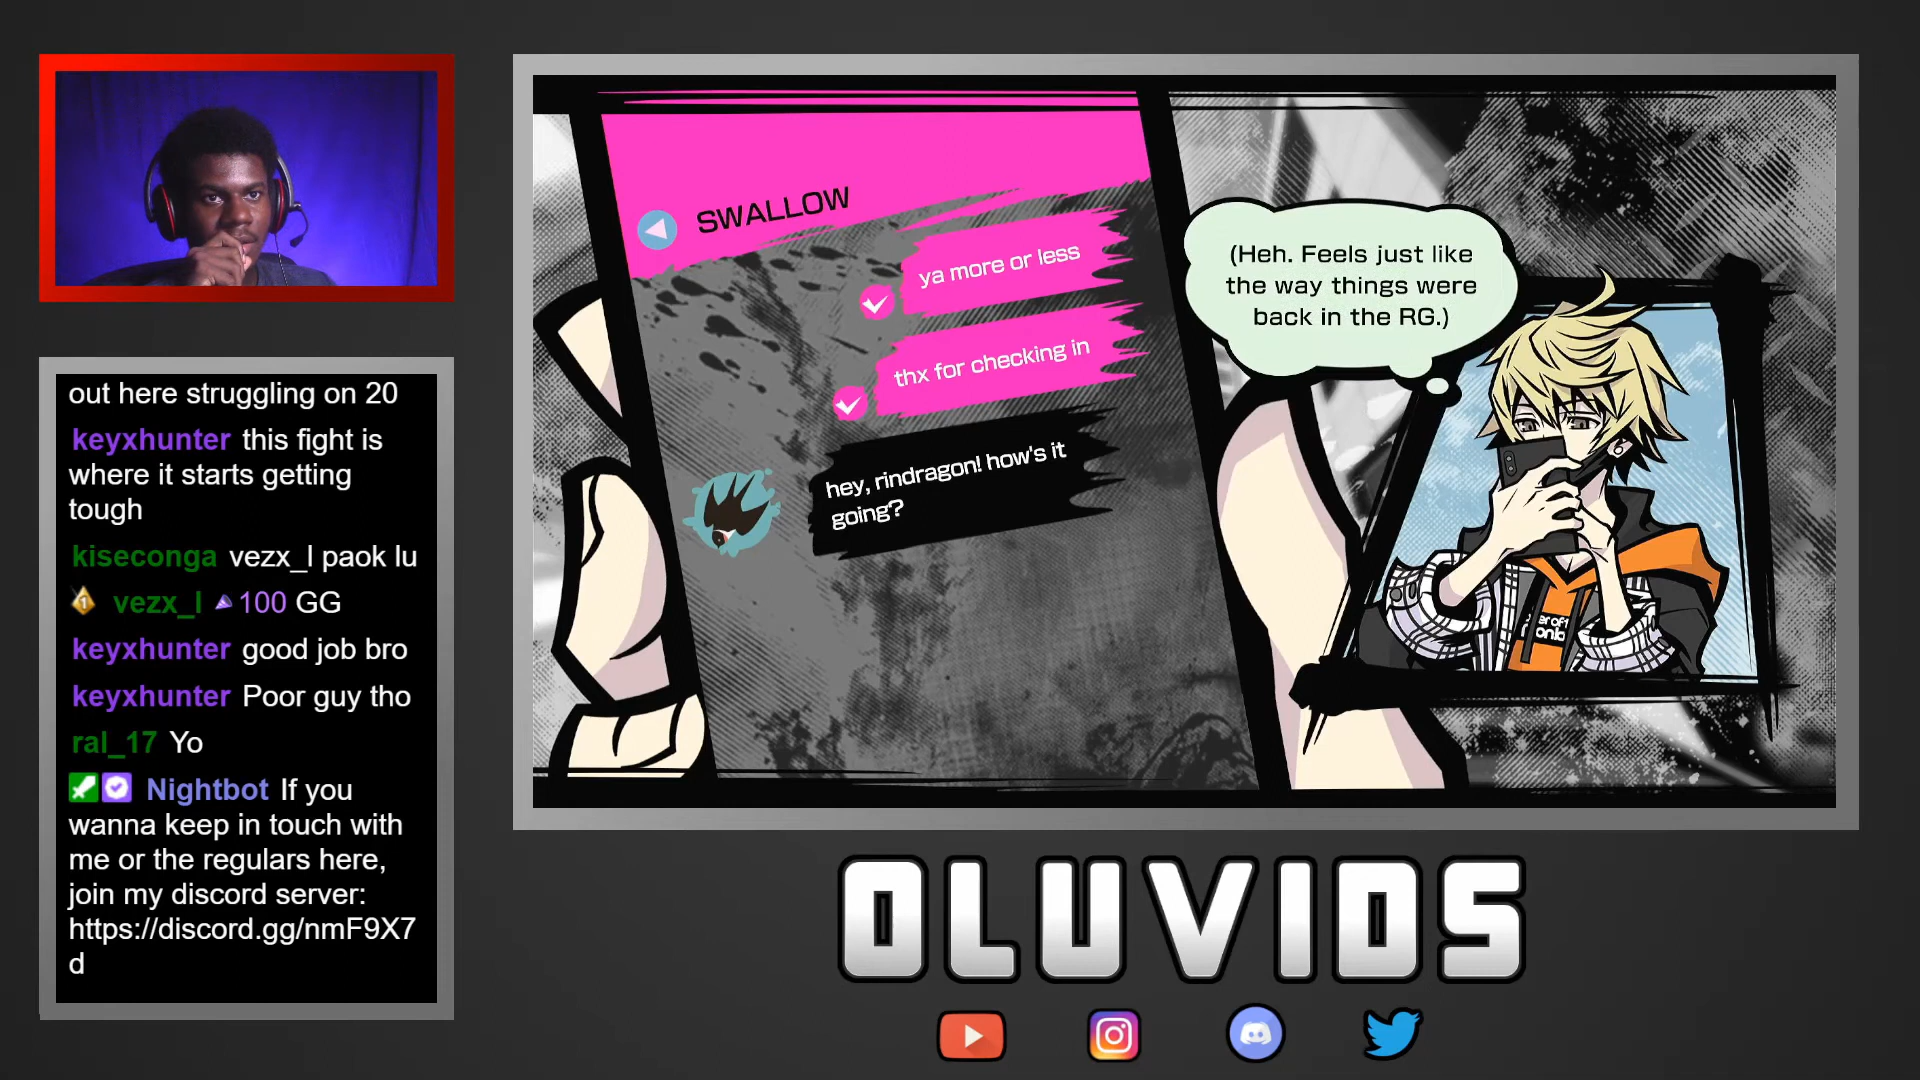 out here struggling on 20
keyxhunter this fight is
where it starts getting
tough
kiseconga vezx_l paok lu
vezx_l 100 GG
keyxhunter good job bro
keyxhunter Poor guy tho
ral_17 Yo
Nightbot If you
wanna keep in touch with
me or the regulars here,
join my discord server:
https://discord.gg/nmF9X7
d
SWALLOW
ya more or less
thx for checking in
hey, rindragon! how's it
going?
(Heh. Feels just like
the way things were
back in the RG.)
OLUVIDS